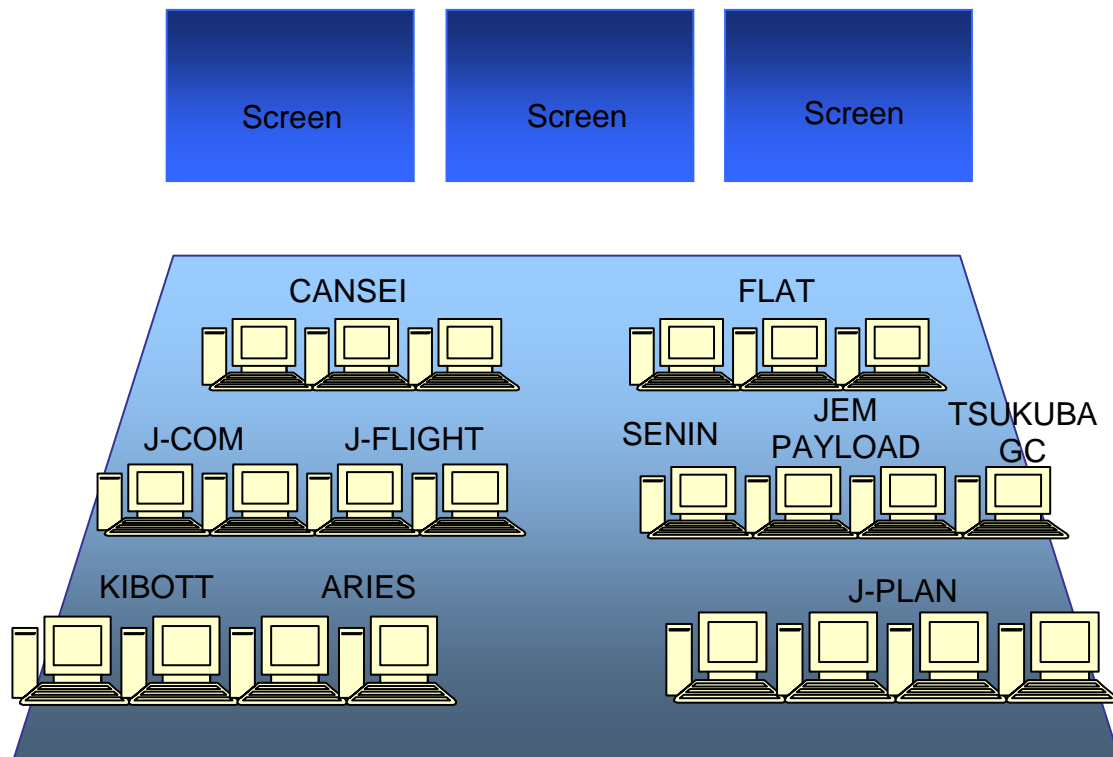 Screen
Screen
Screen
CANSEI
FLAT
J-COM
J-FLIGHT
SENIN
JEM
PAYLOAD
TSUKUBA
GC
KIBOTT
ARIES
J-PLAN